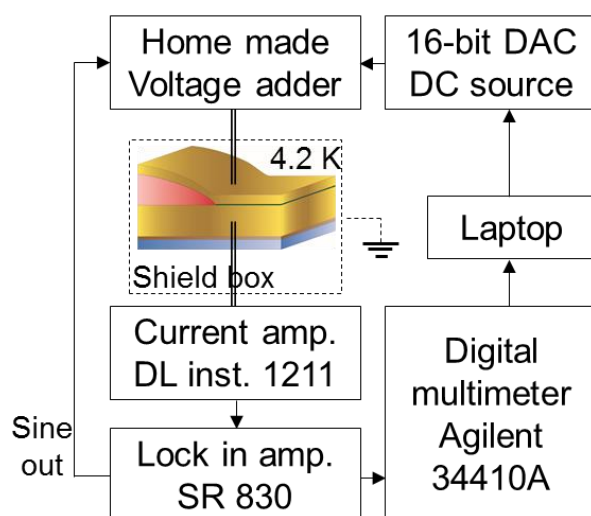 Home made
Voltage adder
16-bit DAC
DC source
4.2 K
Shield box
Laptop
Current amp.
DL inst. 1211
Digital
multimeter
Agilent
34410A
Sine
out
Lock in amp.
SR 830